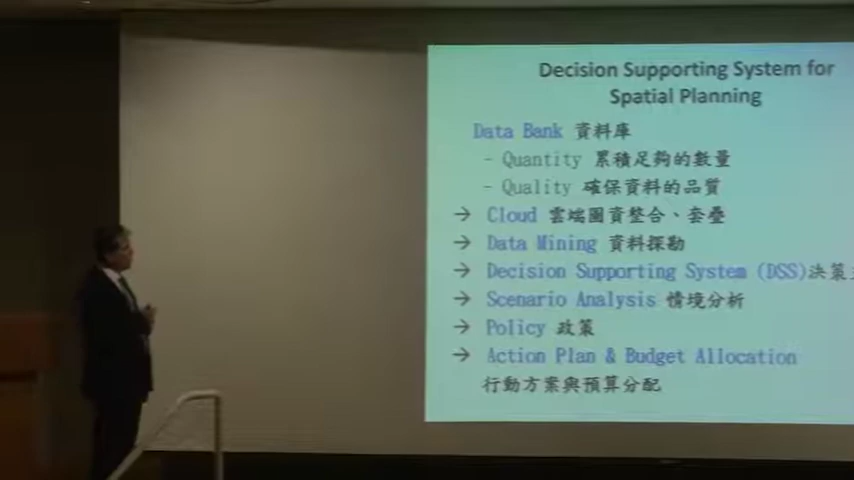 Decision Supporting System for
Spatial Planning
Data Bank 資料庫
- Quantity 累積足夠的數量
- Quality 確保資料的品質
→ Cloud 雲端圖資整合、套疊
→ Data Mining 資料探勘
→ Decision Supporting System (DSS)決策
→ Scenario Analysis 情境分析
→ Policy 政策
→ Action Plan & Budget Allocation
行動方案與預算分配